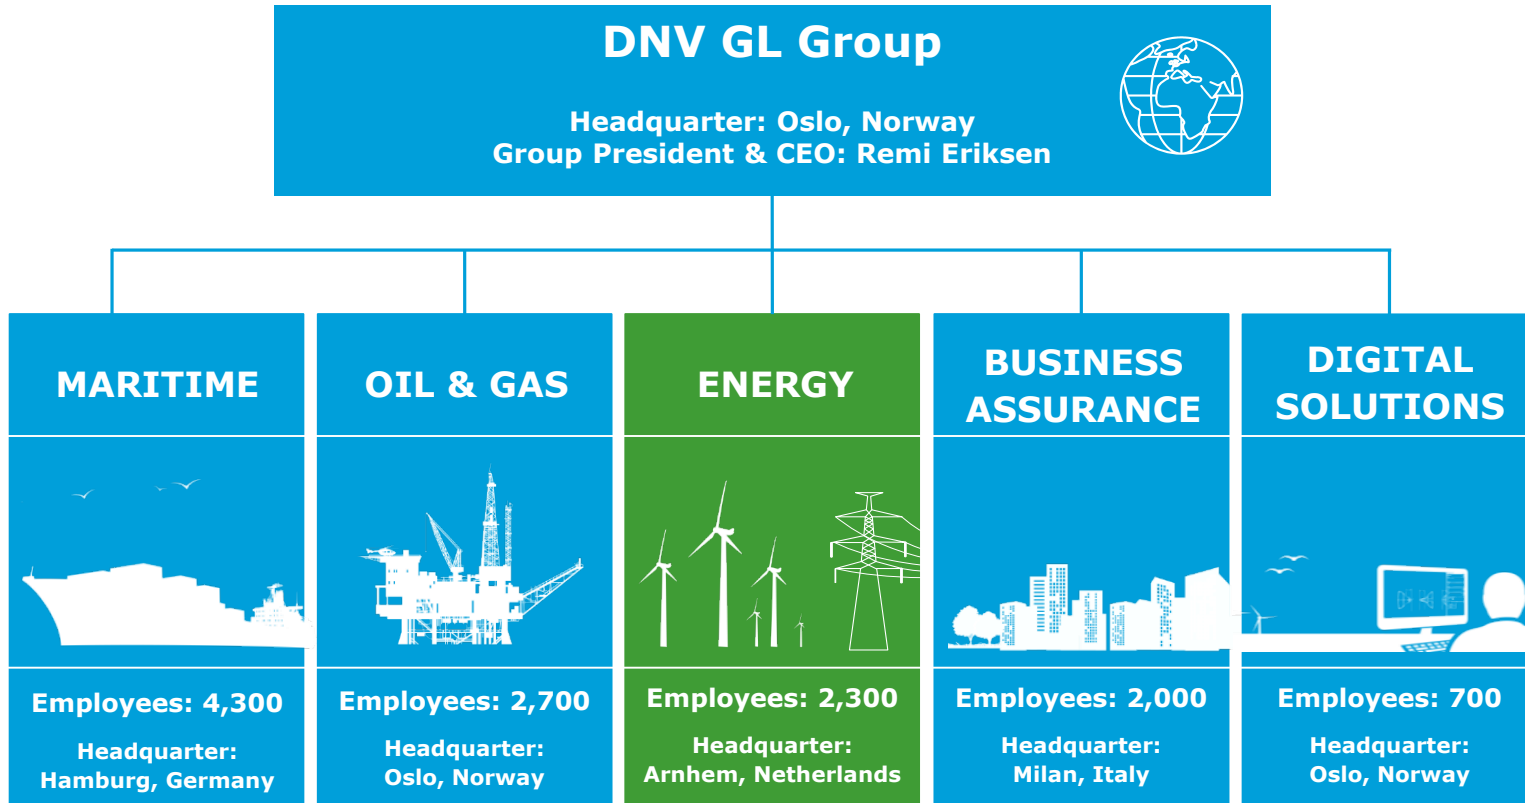 DNV GL Group
Headquarter: Oslo, Norway
Group President & CEO: Remi Eriksen
MARITIME
Employees: 4,300
Headquarter:
Hamburg, Germany
OIL & GAS
Employees: 2,700
Headquarter:
Oslo, Norway
ENERGY
Employees: 2,300
Headquarter:
Arnhem, Netherlands
BUSINESS
ASSURANCE
Employees: 2,000
Headquarter:
Milan, Italy
DIGITAL
SOLUTIONS
Employees: 700
Headquarter:
Oslo, Norway